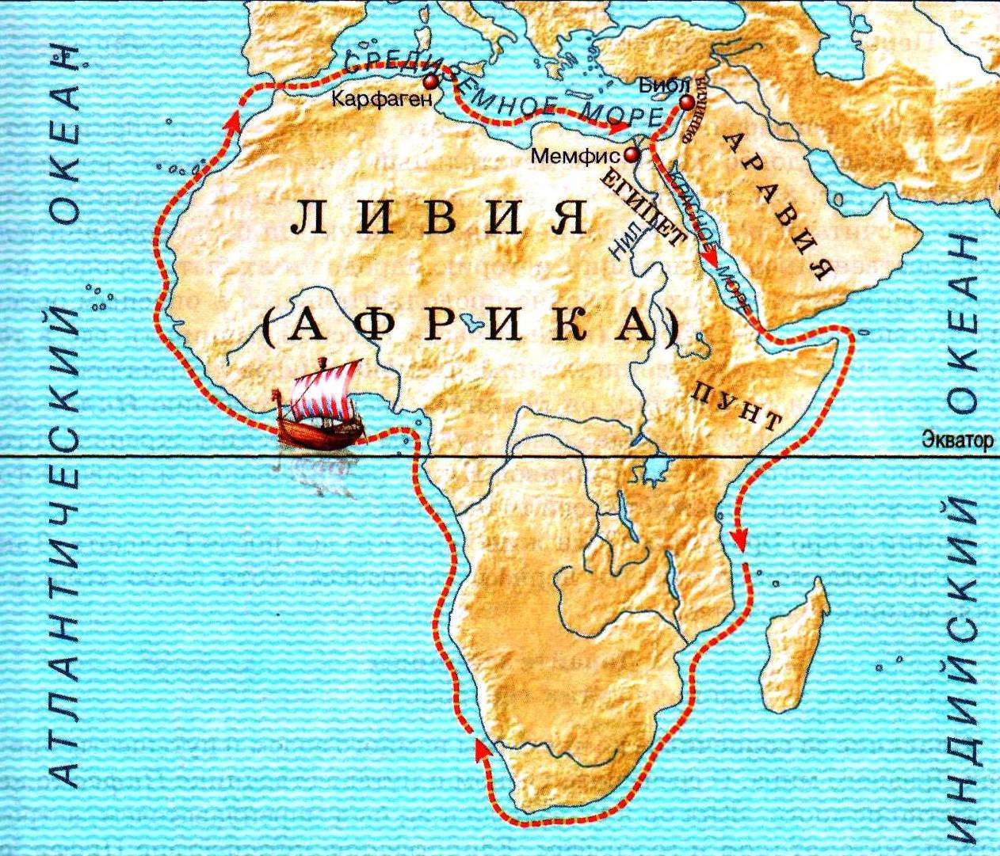 АТЛАНТИЧЕСКИЙ ОКЕАН
СРЕДИЗЕМНОЕ МОРЕ
Карфаген
Библ
ФИНИКИЯ
Мемфис
ЕГИПЕТ
Нил
КРАСНОЕ МОРЕ
АРАВИЯ
ЛИВИЯ
(АФРИКА)
ПУНТ
Экватор
ИНДИЙСКИЙ ОКЕАН